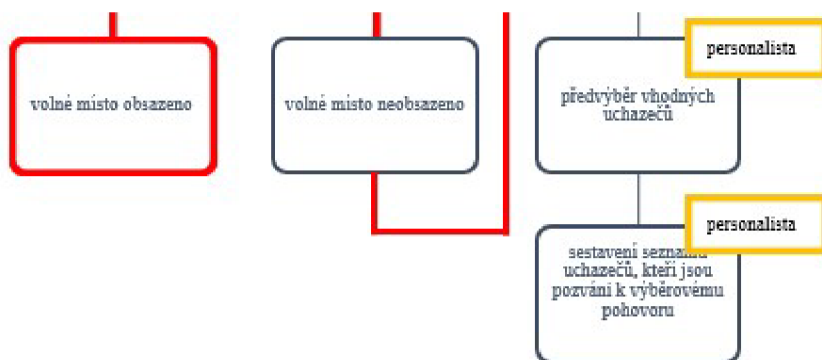 volné místo obsazeno
volné místo neobsazeno
personalista
předvýběr vhodných
uchazečů
personalista
sestavení seznamu
uchazečů, kteří jsou
pozváni k výběrovému
pohovoru